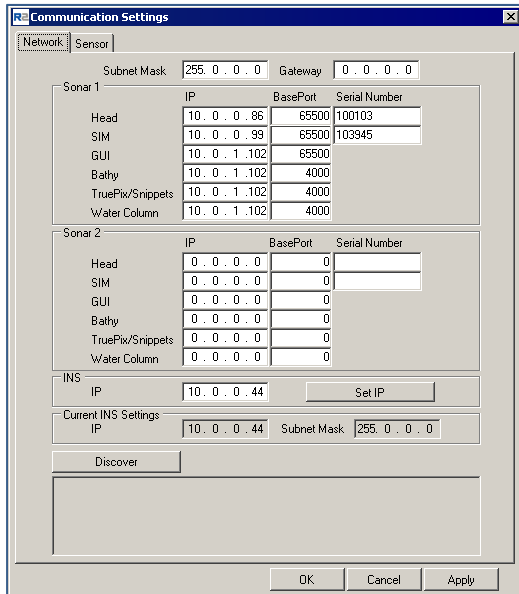 R2 Communication Settings
Network Sensor
Subnet Mask 255. 0 . 0 . 0 Gateway 0 . 0 . 0 . 0
Sonar 1
IP BasePort Serial Number
Head 10 . 0 . 0 . 86 65500 100103
SIM 10 . 0 . 0 . 99 65500 103945
GUI 10 . 0 . 1 .102 65500
Bathy 10 . 0 . 1 .102 4000
TruePix/Snippets 10 . 0 . 1 .102 4000
Water Column 10 . 0 . 1 .102 4000
Sonar 2
IP BasePort Serial Number
Head 0 . 0 . 0 . 0 0
SIM 0 . 0 . 0 . 0 0
GUI 0 . 0 . 0 . 0 0
Bathy 0 . 0 . 0 . 0 0
TruePix/Snippets 0 . 0 . 0 . 0 0
Water Column 0 . 0 . 0 . 0 0
INS
IP 10 . 0 . 0 . 44 Set IP
Current INS Settings
IP 10 . 0 . 0 . 44 Subnet Mask 255. 0 . 0 . 0
Discover
OK Cancel Apply